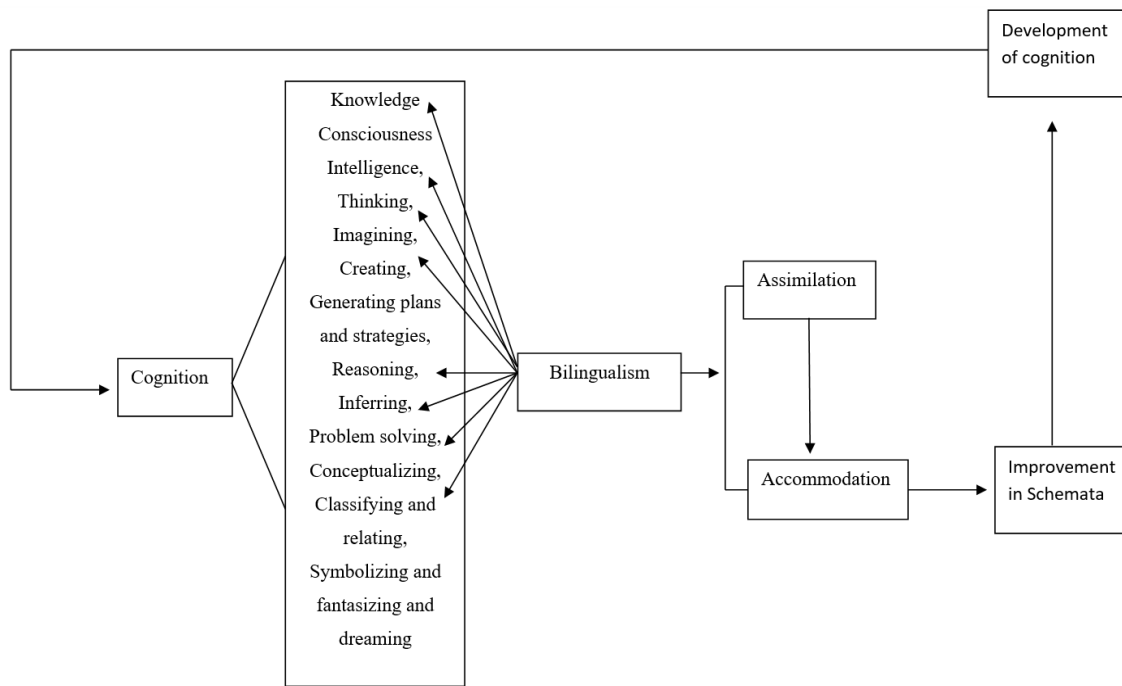 Development
of cognition
Knowledge
Consciousness
Intelligence,
Thinking,
Imagining,
Creating,
Generating plans
and strategies,
Reasoning,
Inferring,
Problem solving,
Conceptualizing,
Classifying and
relating,
Symbolizing and
fantasizing and
dreaming
Cognition
Bilingualism
Assimilation
Accommodation
Improvement
in Schemata